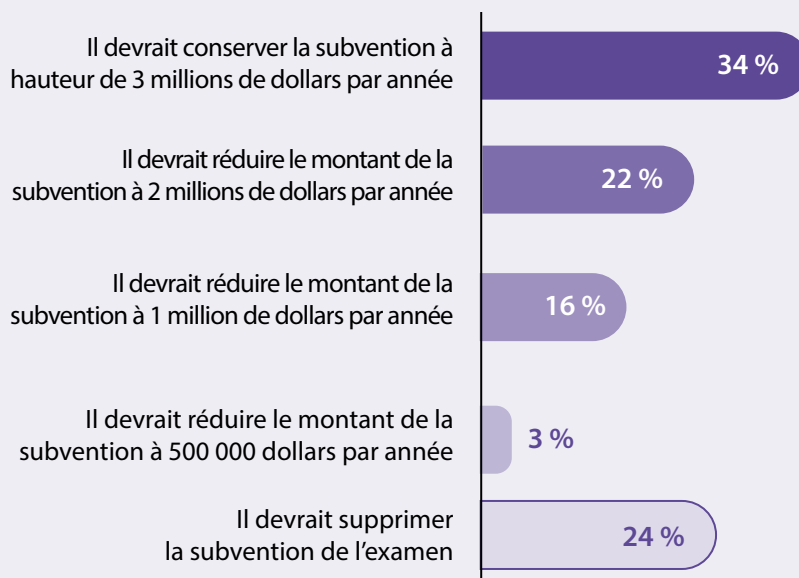 Il devrait conserver la subvention à
hauteur de 3 millions de dollars par année
34 %
Il devrait réduire le montant de la
subvention à 2 millions de dollars par année
22 %
Il devrait réduire le montant de la
subvention à 1 million de dollars par année
16 %
Il devrait réduire le montant de la
subvention à 500 000 dollars par année
3 %
Il devrait supprimer
la subvention de l'examen
24 %